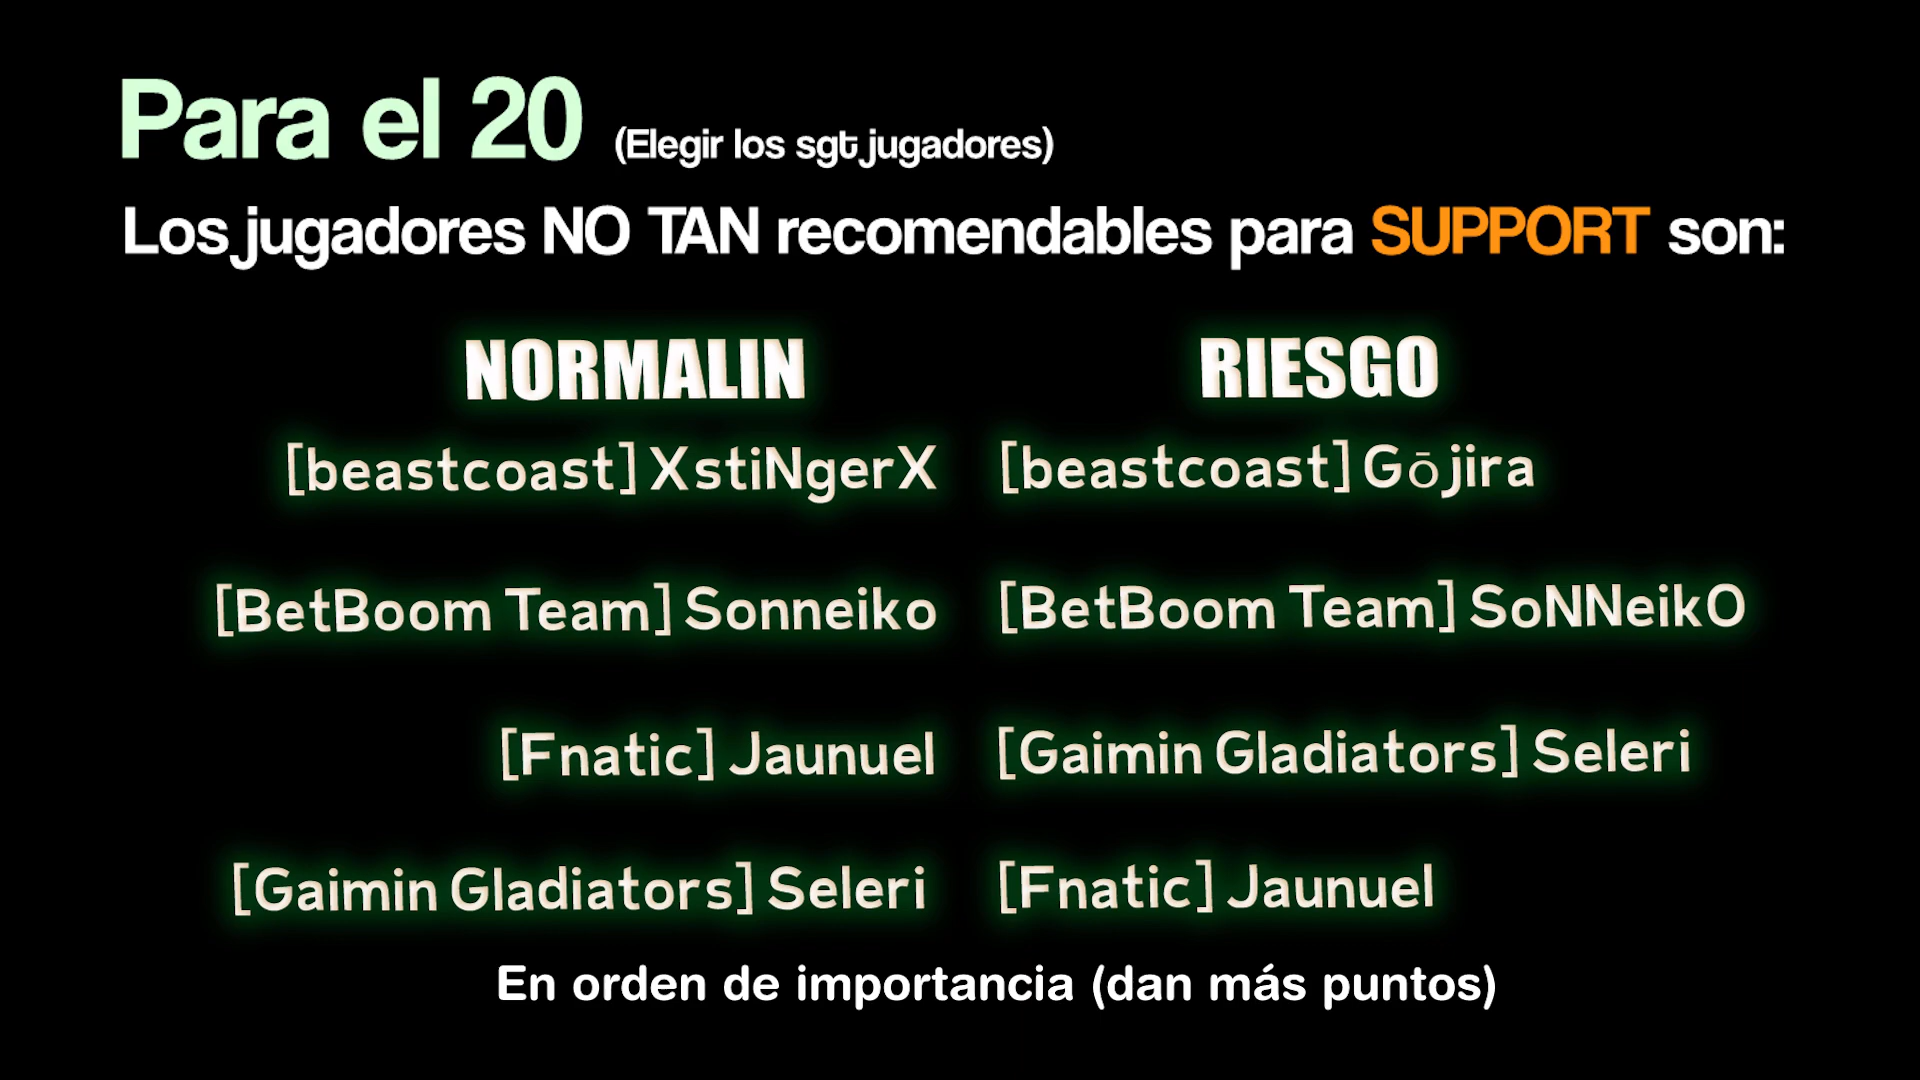 Para el 20 (Elegir los sgt jugadores)
Los jugadores NO TAN recomendables para SUPPORT son:
NORMALIN
[beastcoast] XstiNgerX
[BetBoom Team] Sonneiko
[Fnatic] Jaunuel
[Gaimin Gladiators] Seleri
RIESGO
[beastcoast] Gōjira
[BetBoom Team] SoNNeikO
[Gaimin Gladiators] Seleri
[Fnatic] Jaunuel
En orden de importancia (dan más puntos)